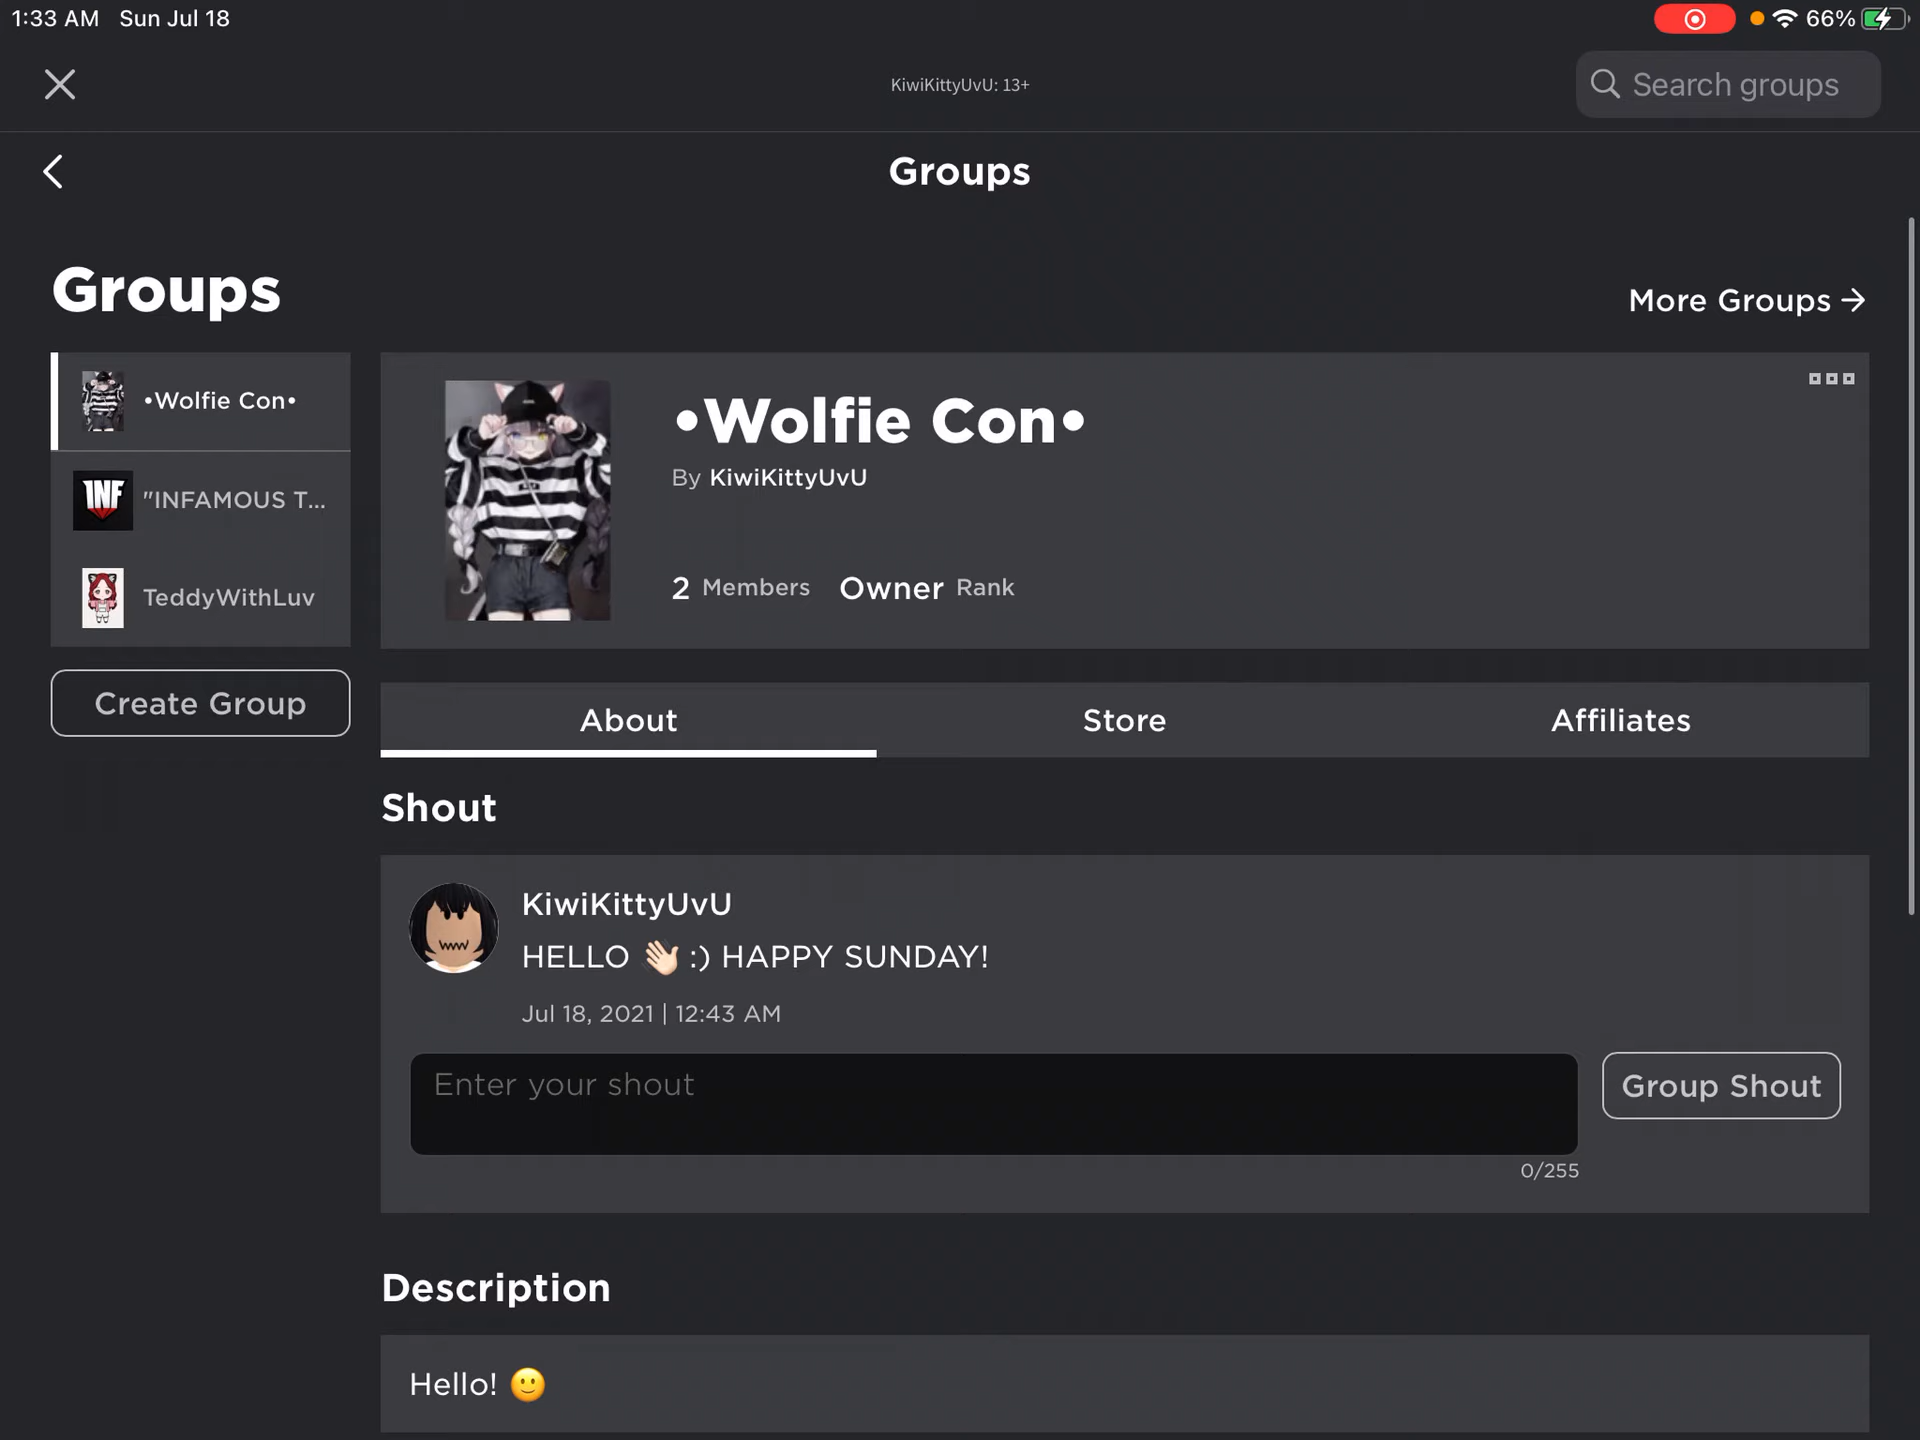 1:33 AM Sun Jul 18
66%
KiwiKittyUvU: 13+
Search groups
Groups
Groups
More Groups →
•Wolfie Con•
INF
"INFAMOUS T...
TeddyWithLuv
Create Group
•Wolfie Con•
By KiwiKittyUvU
2 Members Owner Rank
About Store Affiliates
Shout
KiwiKittyUvU
HELLO 👋🏻 :) HAPPY SUNDAY!
Jul 18, 2021 | 12:43 AM
Enter your shout
Group Shout
0/255
Description
Hello! 🙂